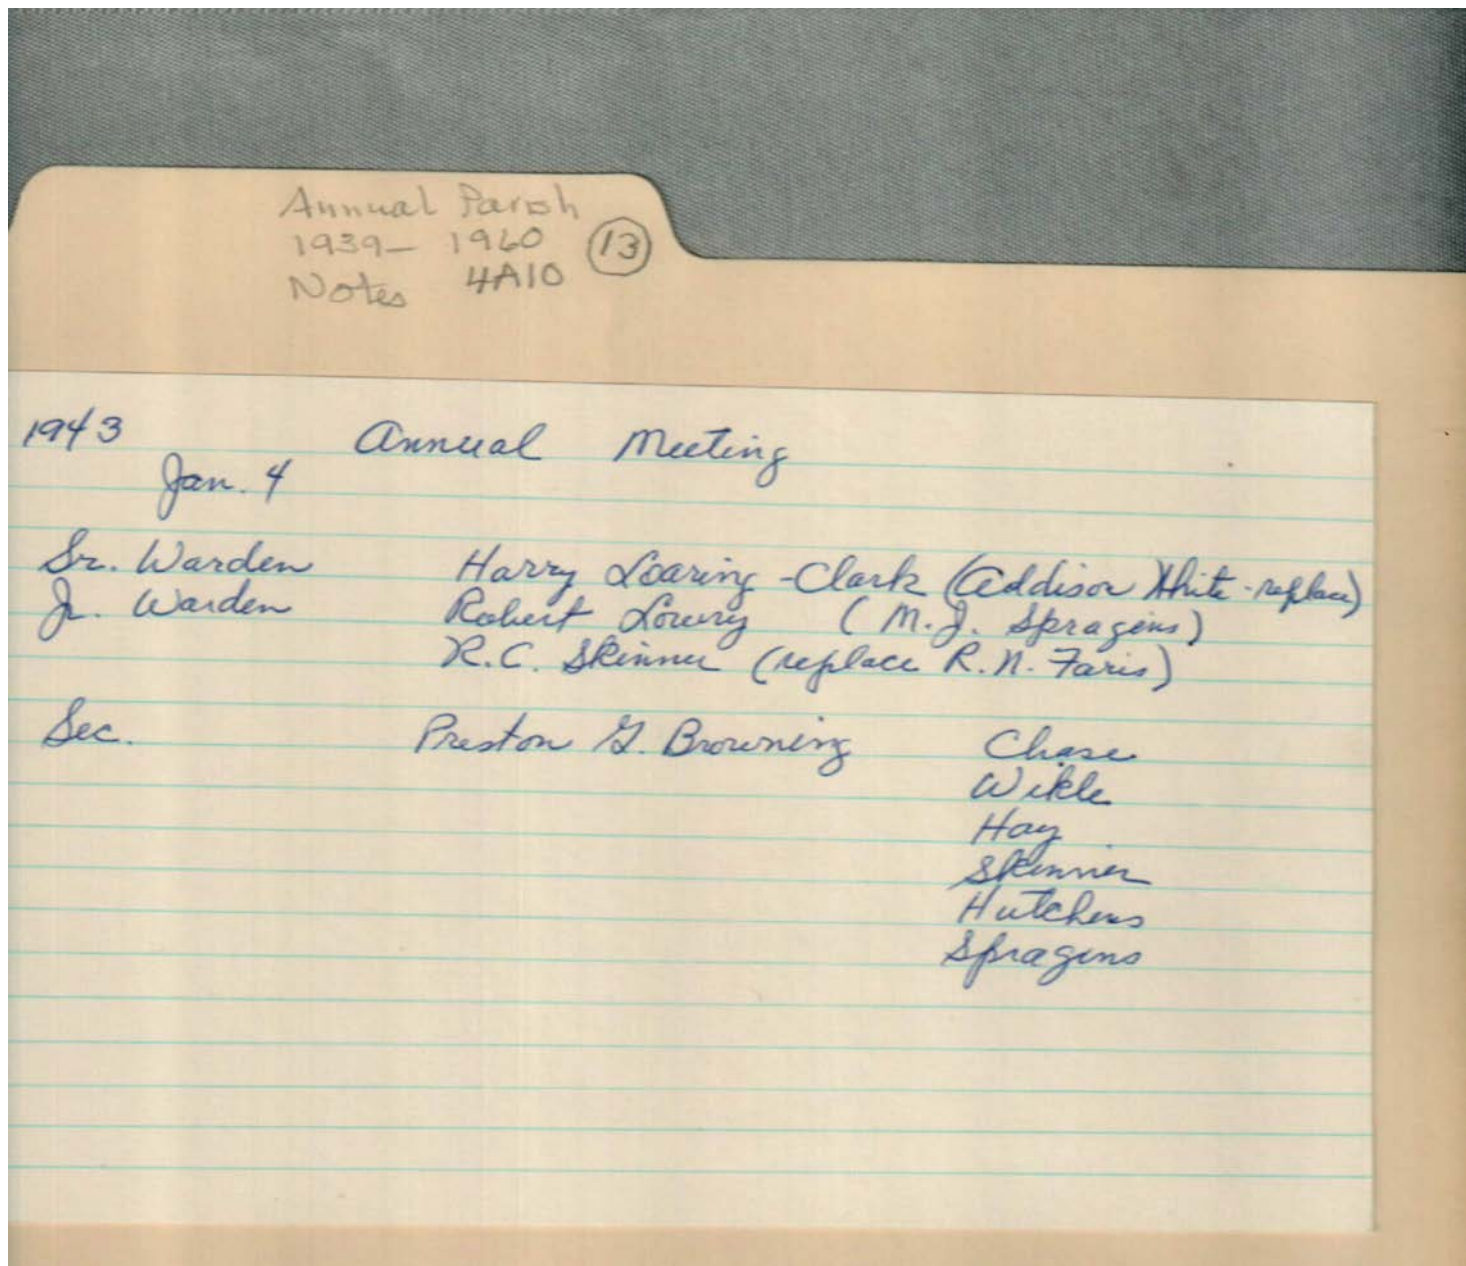 Annual Parish
1939 - 1960 (13)
Notes 4A10
1943 Annual Meeting
Jan. 4
Sr. Warden Harry Loaring-Clark (Addison White - replace)
Jr. Warden Robert Lowry (M.J. Spragins)
R.C. Skinner (replace R.N. Faris)
Sec. Preston G. Browning Chase
Wikle
Hay
Skinner
Hutchens
Spragins